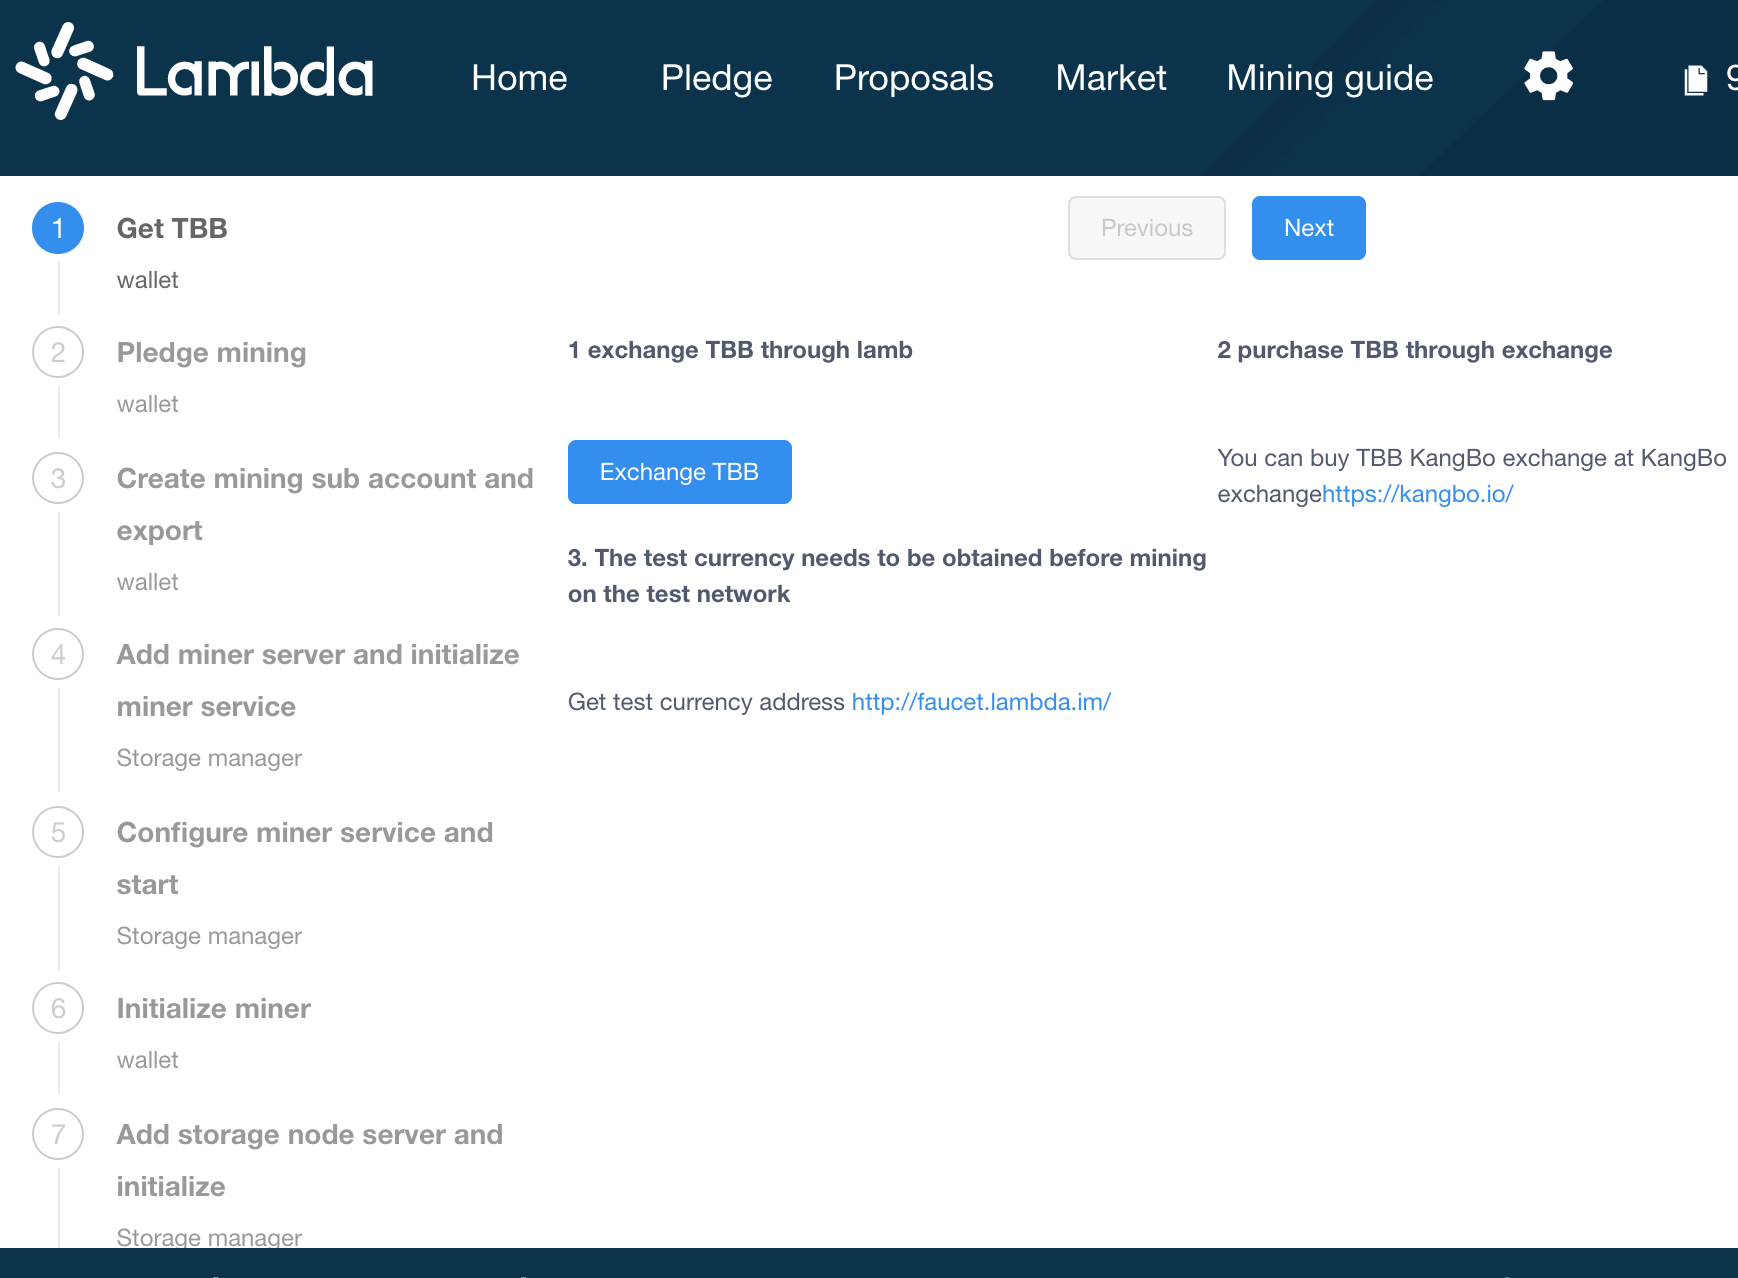 Lambda
Home Pledge Proposals Market Mining guide
1 Get TBB
wallet
2 Pledge mining
wallet
3 Create mining sub account and
export
wallet
4 Add miner server and initialize
miner service
Storage manager
5 Configure miner service and
start
Storage manager
6 Initialize miner
wallet
7 Add storage node server and
initialize
Storage manager
Previous Next
1 exchange TBB through lamb
Exchange TBB
2 purchase TBB through exchange
You can buy TBB KangBo exchange at KangBo
exchangehttps://kangbo.io/
3. The test currency needs to be obtained before mining
on the test network
Get test currency address http://faucet.lambda.im/